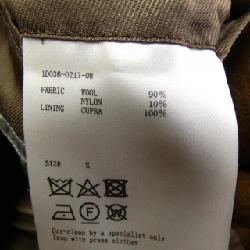 1D036-0217-08
FABRIC WOOL 90%
NYLON 10%
LINING CUPRA 100%
SIZE S
Dry-clean by a specialist only
Iron with press clothes